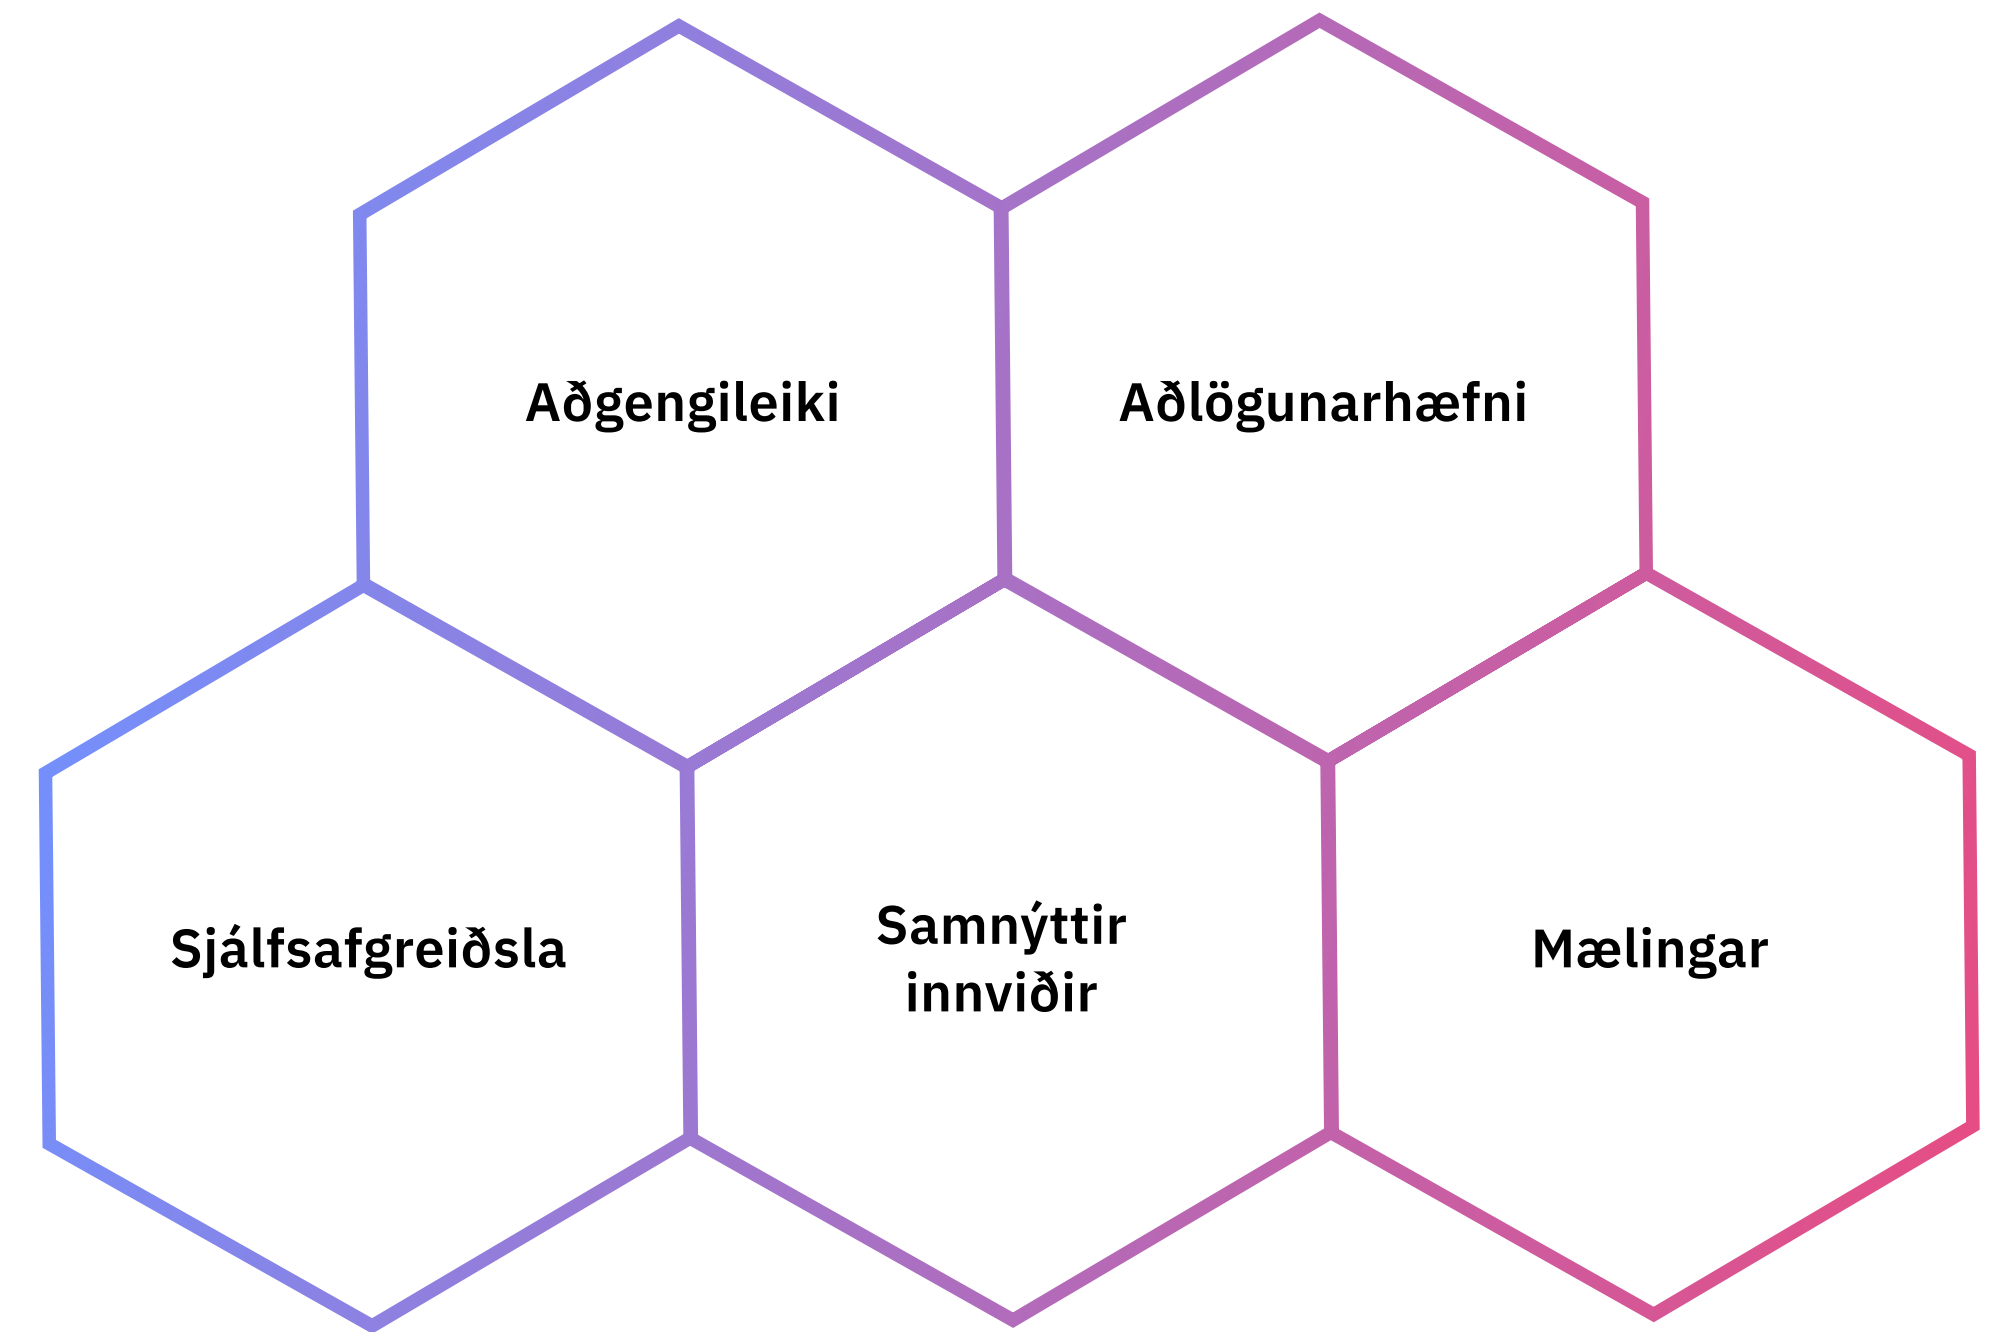 Aðgengileiki
Aðlögunarhæfni
Sjálfsafgreiðsla
Samnýttir
innviðir
Mælingar